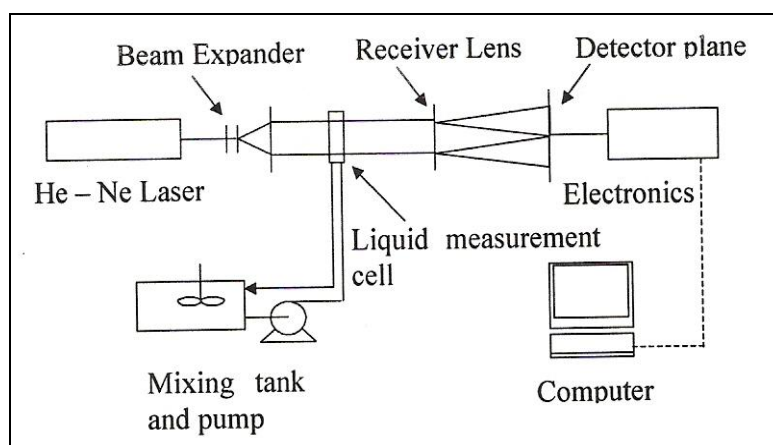 Beam Expander
Receiver Lens
Detector plane
He – Ne Laser
Electronics
Liquid measurement
cell
Mixing tank
and pump
Computer